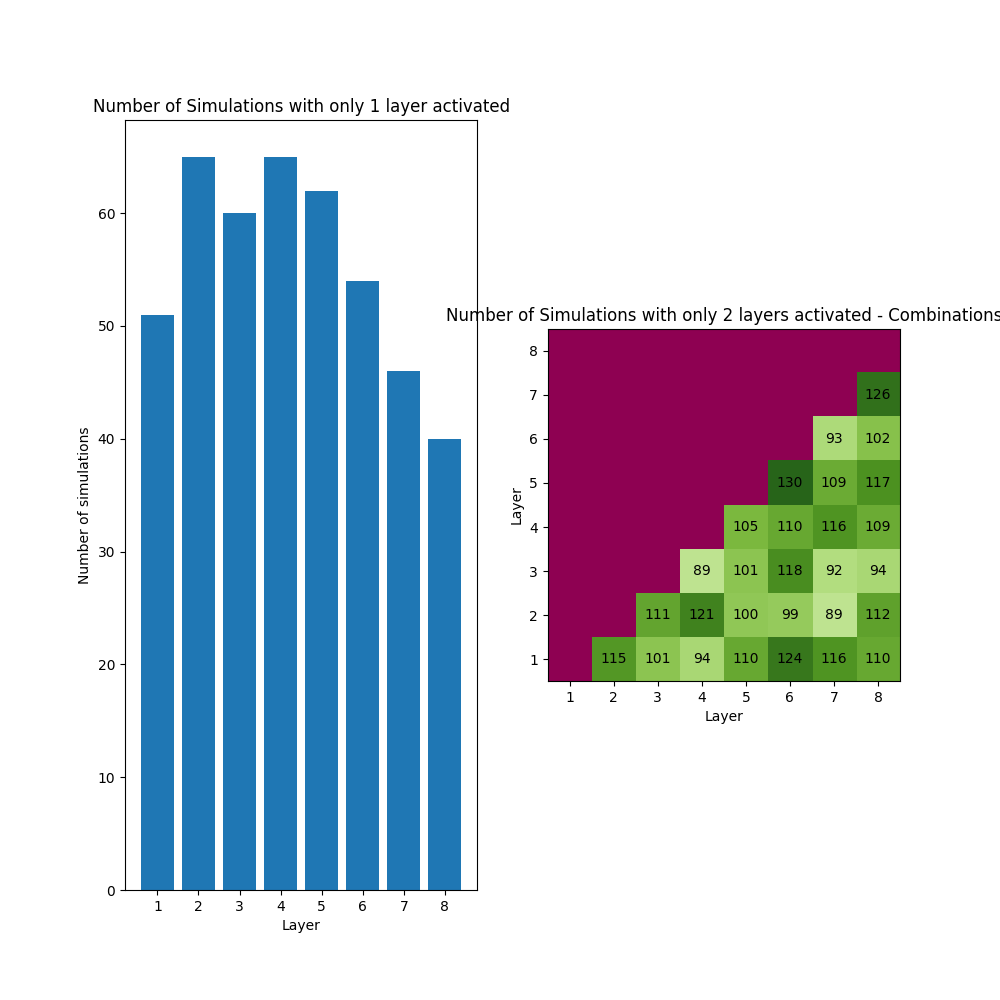 Number of Simulations with only 1 layer activated
Number of simulations
60
50
40
30
20
10
0
1 2 3 4 5 6 7 8
Layer
Number of Simulations with only 2 layers activated - Combinations
Layer
8
7 126
6 93 102
5 130 109 117
4 105 110 116 109
3 89 101 118 92 94
2 111 121 100 99 89 112
1 115 101 94 110 124 116 110
1 2 3 4 5 6 7 8
Layer